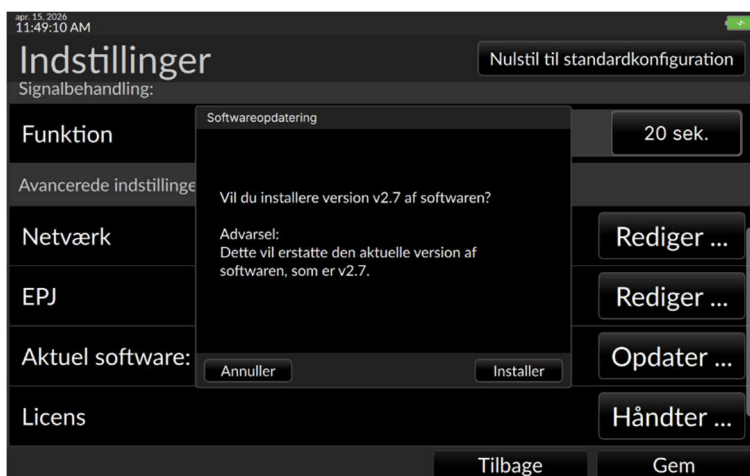 apr. 15, 2026
11:49:10 AM
Indstillinger
Nulstil til standardkonfiguration
Signalbehandling:
Funktion
20 sek.
Avancerede indstillinge
Netværk
Rediger ...
EPJ
Rediger ...
Aktuel software:
Opdater ...
Licens
Håndter ...
Softwareopdatering
Vil du installere version v2.7 af softwaren?
Advarsel:
Dette vil erstatte den aktuelle version af
softwaren, som er v2.7.
Annuller
Installer
Tilbage
Gem